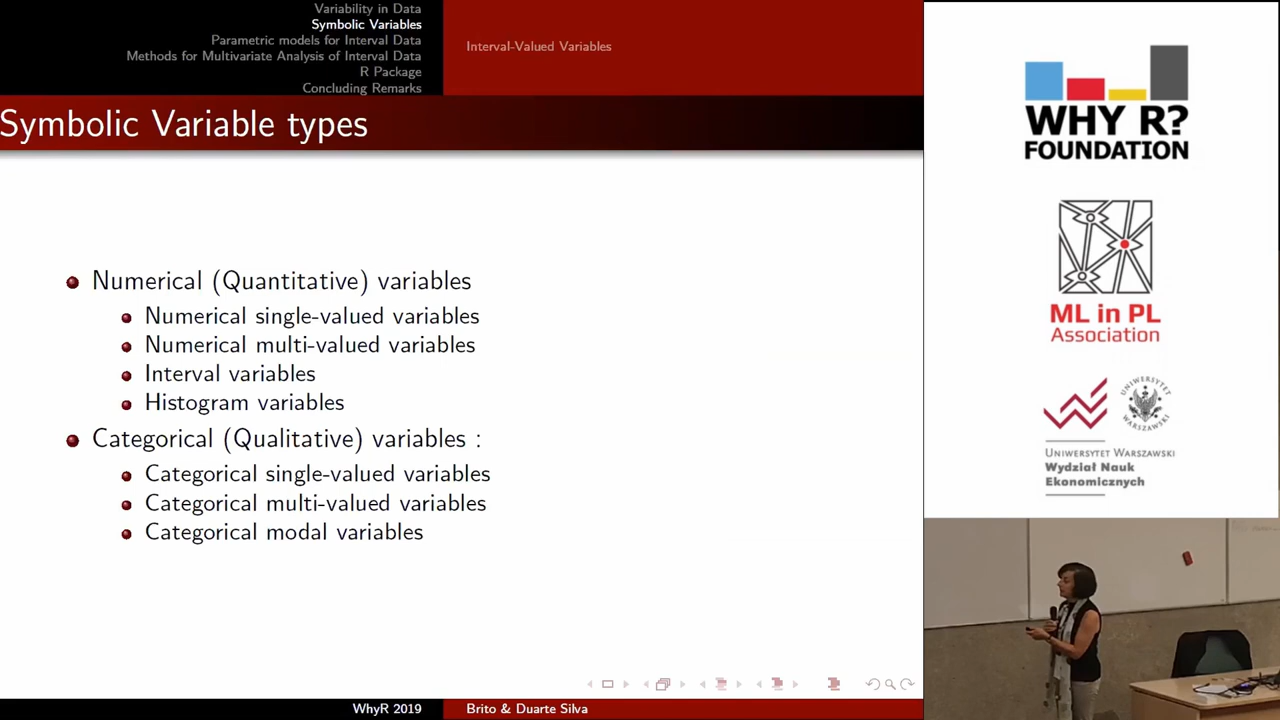 Variability in Data
Symbolic Variables
Parametric models for Interval Data
Methods for Multivariate Analysis of Interval Data
R Package
Concluding Remarks
Interval-Valued Variables
Symbolic Variable types
Numerical (Quantitative) variables
Numerical single-valued variables
Numerical multi-valued variables
Interval variables
Histogram variables
Categorical (Qualitative) variables :
Categorical single-valued variables
Categorical multi-valued variables
Categorical modal variables
WhyR 2019
Brito & Duarte Silva
WHY R?
FOUNDATION
ML in PL
Association
UNIWERSYTET
WARSZAWSKI
UNIWERSYTET WARSZAWSKI
Wydział Nauk
Ekonomicznych